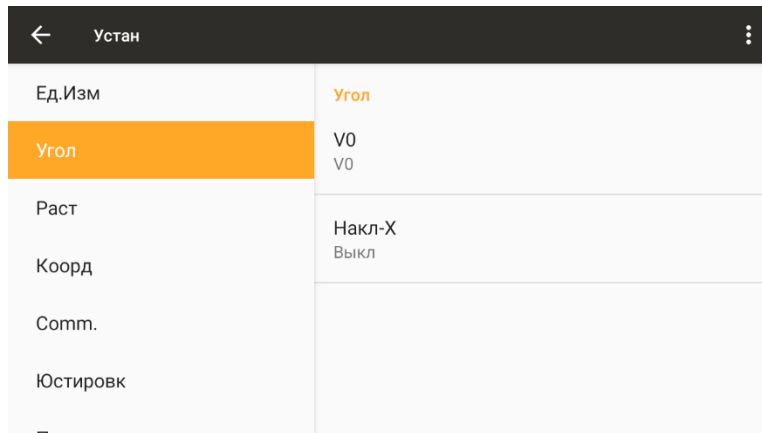 Устан
Ед.Изм
Угол
Раст
Коорд
Comm.
Юстировк
Угол
V0
V0
Накл-X
Выкл